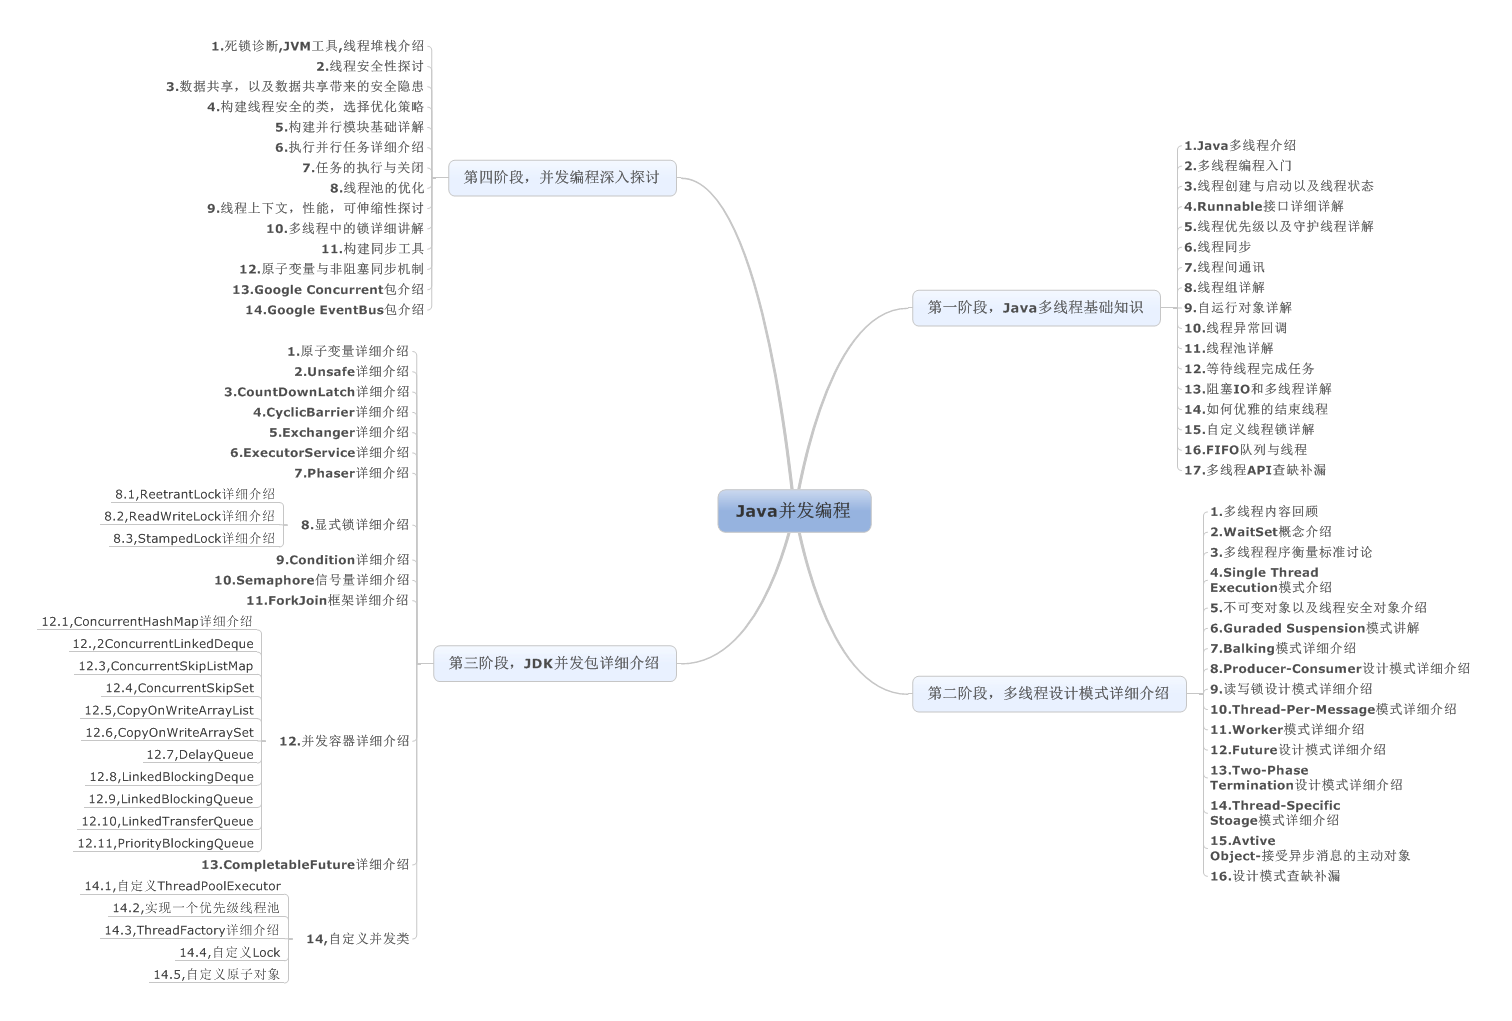 Java并发编程
第一阶段，Java多线程基础知识
1.Java多线程介绍
2.多线程编程入门
3.线程创建与启动以及线程状态
4.Runnable接口详细详解
5.线程优先级以及守护线程详解
6.线程同步
7.线程间通讯
8.线程组详解
9.自运行对象详解
10.线程异常回调
11.线程池详解
12.等待线程完成任务
13.阻塞IO和多线程详解
14.如何优雅的结束线程
15.自定义线程锁详解
16.FIFO队列与线程
17.多线程API查缺补漏
第二阶段，多线程设计模式详细介绍
1.多线程内容回顾
2.WaitSet概念介绍
3.多线程程序衡量标准讨论
4.Single Thread
Execution模式介绍
5.不可变对象以及线程安全对象介绍
6.Guraded Suspension模式讲解
7.Balking模式详细介绍
8.Producer-Consumer设计模式详细介绍
9.读写锁设计模式详细介绍
10.Thread-Per-Message模式详细介绍
11.Worker模式详细介绍
12.Future设计模式详细介绍
13.Two-Phase
Termination设计模式详细介绍
14.Thread-Specific
Stoage模式详细介绍
15.Avtive
Object-接受异步消息的主动对象
16.设计模式查缺补漏
第三阶段，JDK并发包详细介绍
1.原子变量详细介绍
2.Unsafe详细介绍
3.CountDownLatch详细介绍
4.CyclicBarrier详细介绍
5.Exchanger详细介绍
6.ExecutorService详细介绍
7.Phaser详细介绍
8.显式锁详细介绍
8.1,ReetrantLock详细介绍
8.2,ReadWriteLock详细介绍
8.3,StampedLock详细介绍
9.Condition详细介绍
10.Semaphore信号量详细介绍
11.ForkJoin框架详细介绍
12.并发容器详细介绍
12.1,ConcurrentHashMap详细介绍
12.,2ConcurrentLinkedDeque
12.3,ConcurrentSkipListMap
12.4,ConcurrentSkipSet
12.5,CopyOnWriteArrayList
12.6,CopyOnWriteArraySet
12.7,DelayQueue
12.8,LinkedBlockingDeque
12.9,LinkedBlockingQueue
12.10,LinkedTransferQueue
12.11,PriorityBlockingQueue
13.CompletableFuture详细介绍
14,自定义并发类
14.1,自定义ThreadPoolExecutor
14.2,实现一个优先级线程池
14.3,ThreadFactory详细介绍
14.4,自定义Lock
14.5,自定义原子对象
第四阶段，并发编程深入探讨
1.死锁诊断,JVM工具,线程堆栈介绍
2.线程安全性探讨
3.数据共享，以及数据共享带来的安全隐患
4.构建线程安全的类，选择优化策略
5.构建并行模块基础详解
6.执行并行任务详细介绍
7.任务的执行与关闭
8.线程池的优化
9.线程上下文，性能，可伸缩性探讨
10.多线程中的锁详细讲解
11.构建同步工具
12.原子变量与非阻塞同步机制
13.Google Concurrent包介绍
14.Google EventBus包介绍